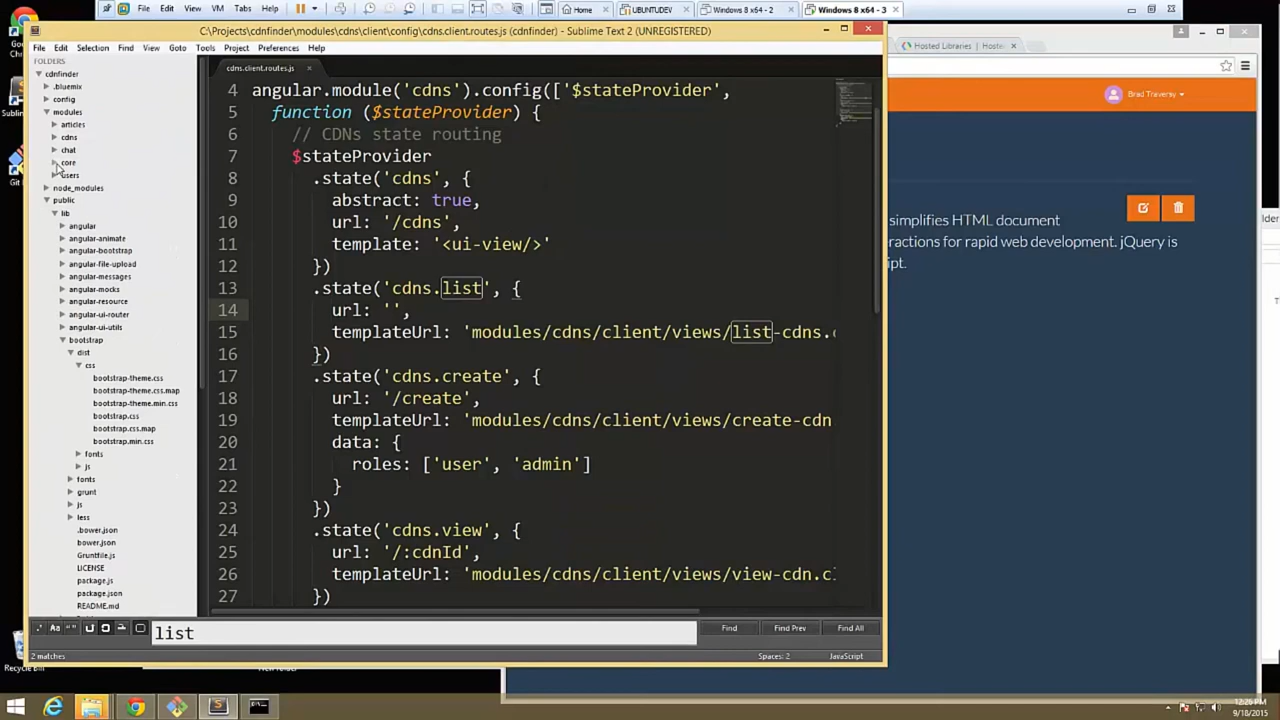 File Edit View VM Tabs Help
Home
UBUNTUDEV
Windows 8 x64 - 2
Windows 8 x64 - 3
C:\Projects\cdnfinder\modules\cdns\client\config\cdns.client.routes.js (cdnfinder) - Sublime Text 2 (UNREGISTERED)
File Edit Selection Find View Goto Tools Project Preferences Help
FOLDERS
cdnfinder
.bluemix
config
modules
articles
cdns
chat
core
users
node_modules
public
lib
angular
angular-animate
angular-bootstrap
angular-file-upload
angular-messages
angular-mocks
angular-resource
angular-ui-router
angular-ui-utils
bootstrap
dist
css
bootstrap-theme.css
bootstrap-theme.css.map
bootstrap-theme.min.css
bootstrap.css
bootstrap.css.map
bootstrap.min.css
fonts
js
fonts
grunt
js
less
.bower.json
bower.json
Gruntfile.js
LICENSE
package.js
package.json
README.md
cdns.client.routes.js
4 angular.module('cdns').config(['$stateProvider',
5 function ($stateProvider) {
6 // CDNs state routing
7 $stateProvider
8 .state('cdns', {
9 abstract: true,
10 url: '/cdns',
11 template: '<ui-view/>'
12 })
13 .state('cdns.list', {
14 url: '',
15 templateUrl: 'modules/cdns/client/views/list-cdns.
16 })
17 .state('cdns.create', {
18 url: '/create',
19 templateUrl: 'modules/cdns/client/views/create-cdn
20 data: {
21 roles: ['user', 'admin']
22 }
23 })
24 .state('cdns.view', {
25 url: '/:cdnId',
26 templateUrl: 'modules/cdns/client/views/view-cdn.c
27 })
list
Find
Find Prev
Find All
2 matches
Spaces: 2
JavaScript
Hosted Libraries | Hoste
Brad Traversy
simplifies HTML document
eractions for rapid web development. jQuery is
ipt.
Recycle Bin
12:26 PM
9/18/2015